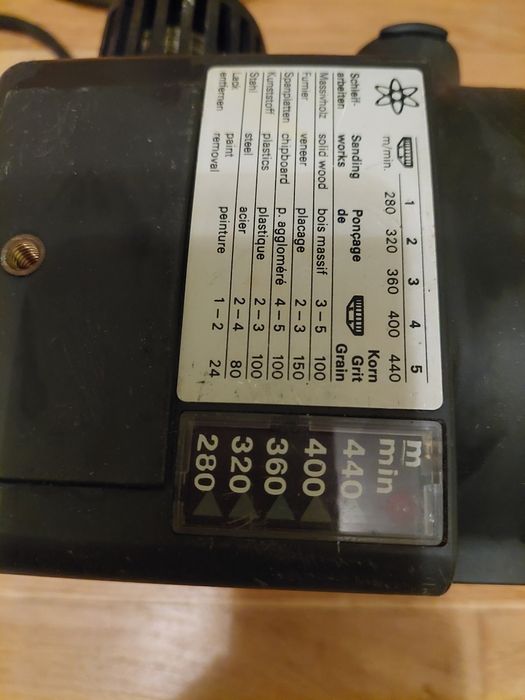 1 2 3 4 5
m/min. 280 320 360 400 440
Schleif- Sanding Ponçage Korn
arbeiten works de Grit
Grain
Massivholz solid wood bois massif 3–5 100
Furnier veneer placage 2–3 150
Spanplatten chipboard p. aggloméré 4–5 100
Kunststoff plastics plastique 2–3 100
Stahl steel acier 2–4 80
Lack paint peinture 1–2 24
entfernen removal
m
min
440
400
360
320
280